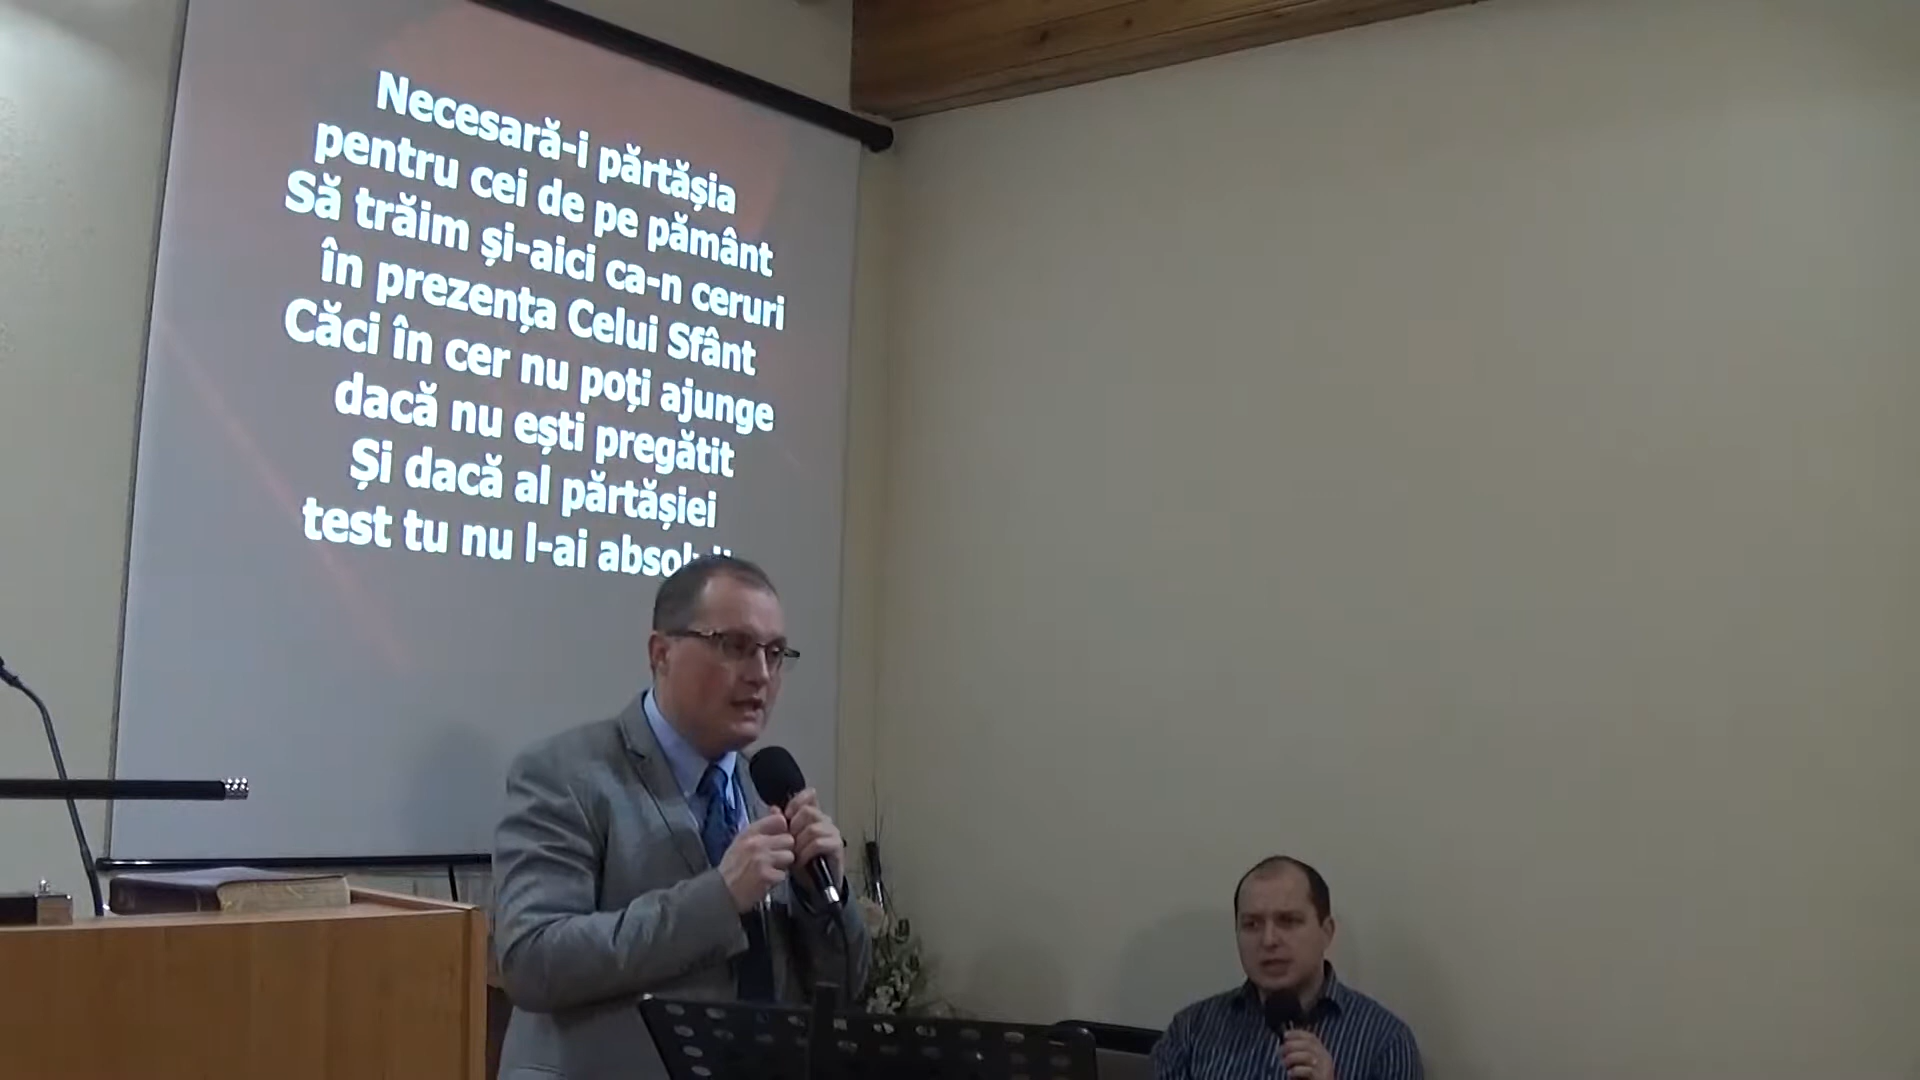 Necesară-i părtășia
pentru cei de pe pământ
Să trăim și-aici ca-n ceruri
în prezența Celui Sfânt
Căci în cer nu poți ajunge
dacă nu ești pregătit
Și dacă al părtășiei
test tu nu l-ai